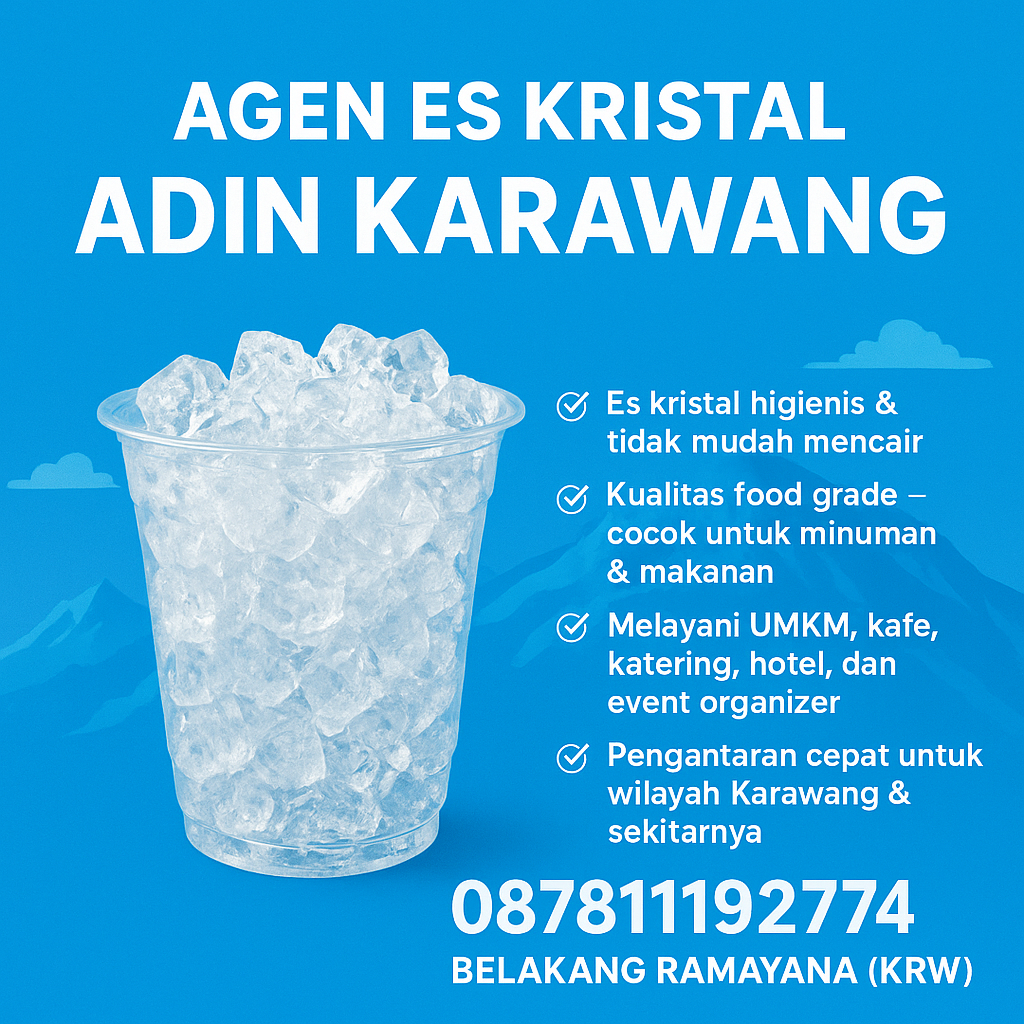 AGEN ES KRISTAL
ADIN KARAWANG
Es kristal higienis &
tidak mudah mencair
Kualitas food grade –
cocok untuk minuman
& makanan
Melayani UMKM, kafe,
katering, hotel, dan
event organizer
Pengantaran cepat untuk
wilayah Karawang &
sekitarnya
087811192774
BELAKANG RAMAYANA (KRW)